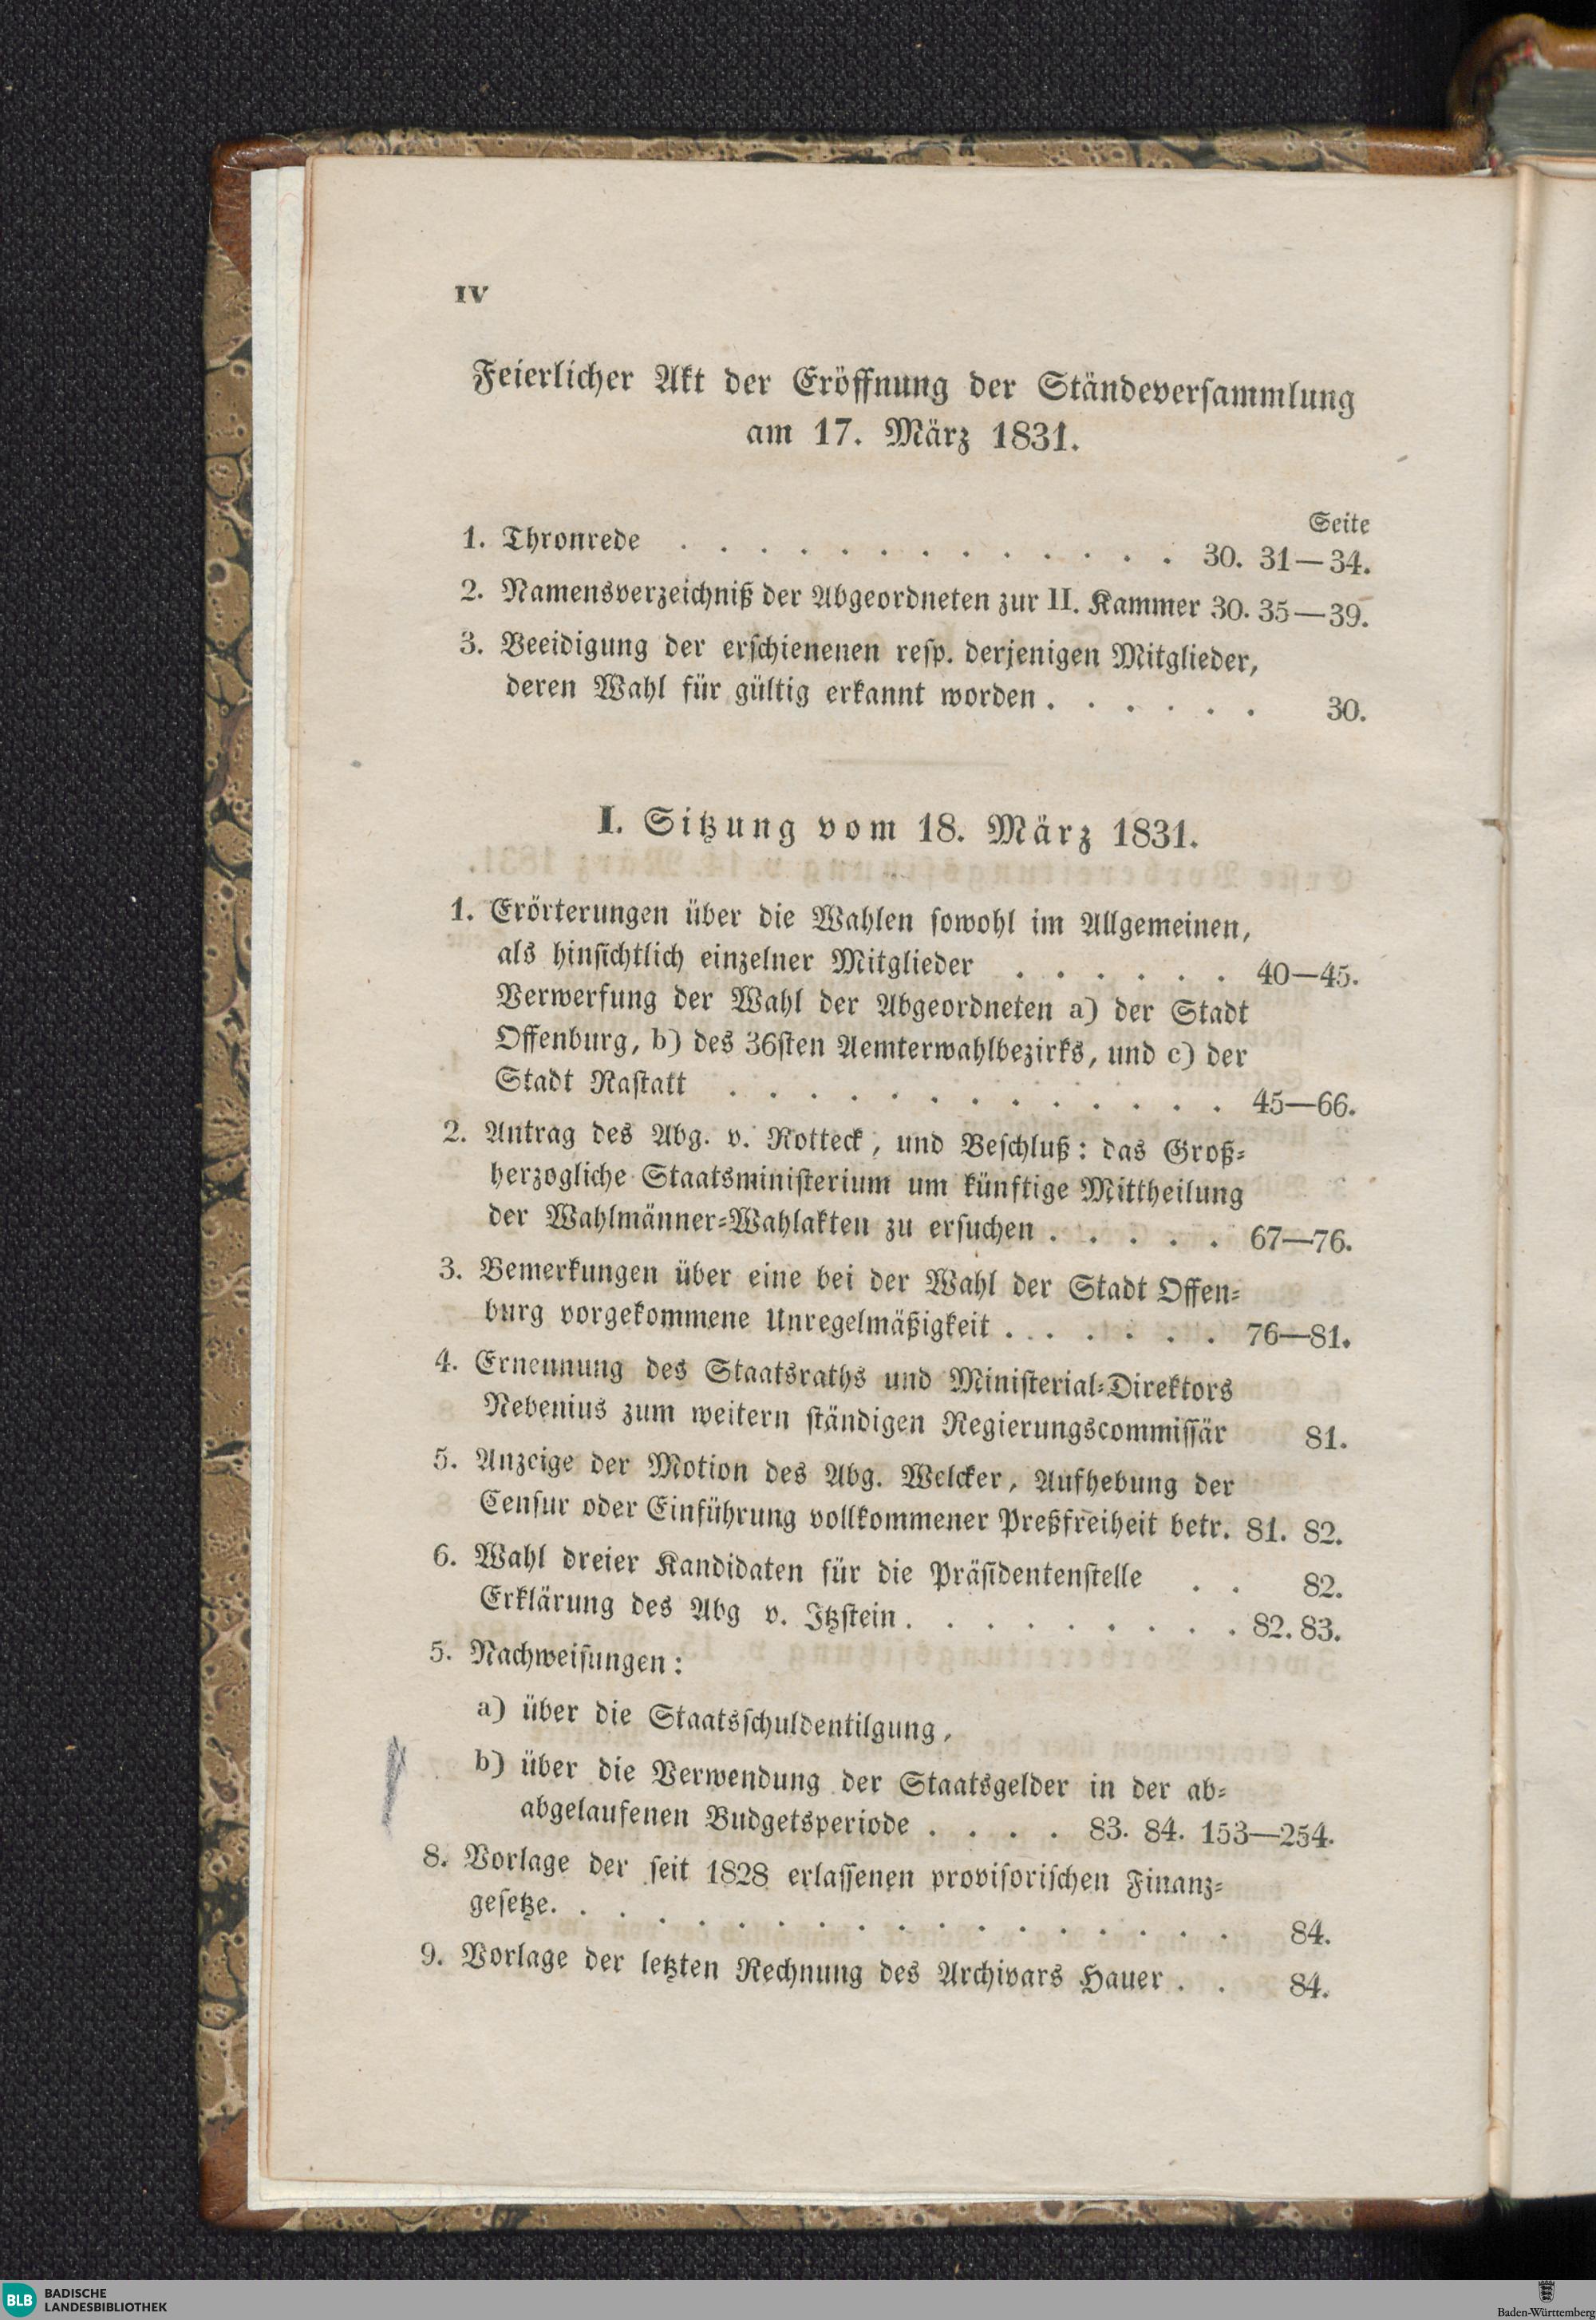 IV
Feierlicher Akt der Eröffnung der Ständeversammlung
am 17. März 1831.
Seite
1. Thronrede . . . . . . . . . . . . . 30. 31—34.
2. Namensverzeichniß der Abgeordneten zur II. Kammer 30. 35—39.
3. Beeidigung der erschienenen resp. derjenigen Mitglieder,
deren Wahl für gültig erkannt worden . . . . . . 30.
I. Sitzung vom 18. März 1831.
1. Erörterungen über die Wahlen sowohl im Allgemeinen,
als hinsichtlich einzelner Mitglieder . . . . . . 40—45.
Verwerfung der Wahl der Abgeordneten a) der Stadt
Offenburg, b) des 36sten Aemterwahlbezirks, und c) der
Stadt Rastatt . . . . . . . . . . . . . 45—66.
2. Antrag des Abg. v. Rotteck, und Beschluß: das Groß-
herzogliche Staatsministerium um künftige Mittheilung
der Wahlmänner-Wahlakten zu ersuchen . . . . . 67—76.
3. Bemerkungen über eine bei der Wahl der Stadt Offen-
burg vorgekommene Unregelmäßigkeit . . . . . . 76—81.
4. Ernennung des Staatsraths und Ministerial-Direktors
Nebenius zum weitern ständigen Regierungscommissär 81.
5. Anzeige der Motion des Abg. Welcker, Aufhebung der
Censur oder Einführung vollkommener Preßfreiheit betr. 81. 82.
6. Wahl dreier Kandidaten für die Präsidentenstelle . . 82.
Erklärung des Abg v. Itzstein . . . . . . . . . 82. 83.
5. Nachweisungen:
a) über die Staatsschuldentilgung,
b) über die Verwendung der Staatsgelder in der ab-
abgelaufenen Budgetsperiode . . . . 83. 84. 153—254.
8. Vorlage der seit 1828 erlassenen provisorischen Finanz-
gesetze. . . . . . . . . . . . . . . . . . 84.
9. Vorlage der letzten Rechnung des Archivars Hauer . . 84.
BLB BADISCHE
LANDESBIBLIOTHEK
Baden-Württemberg